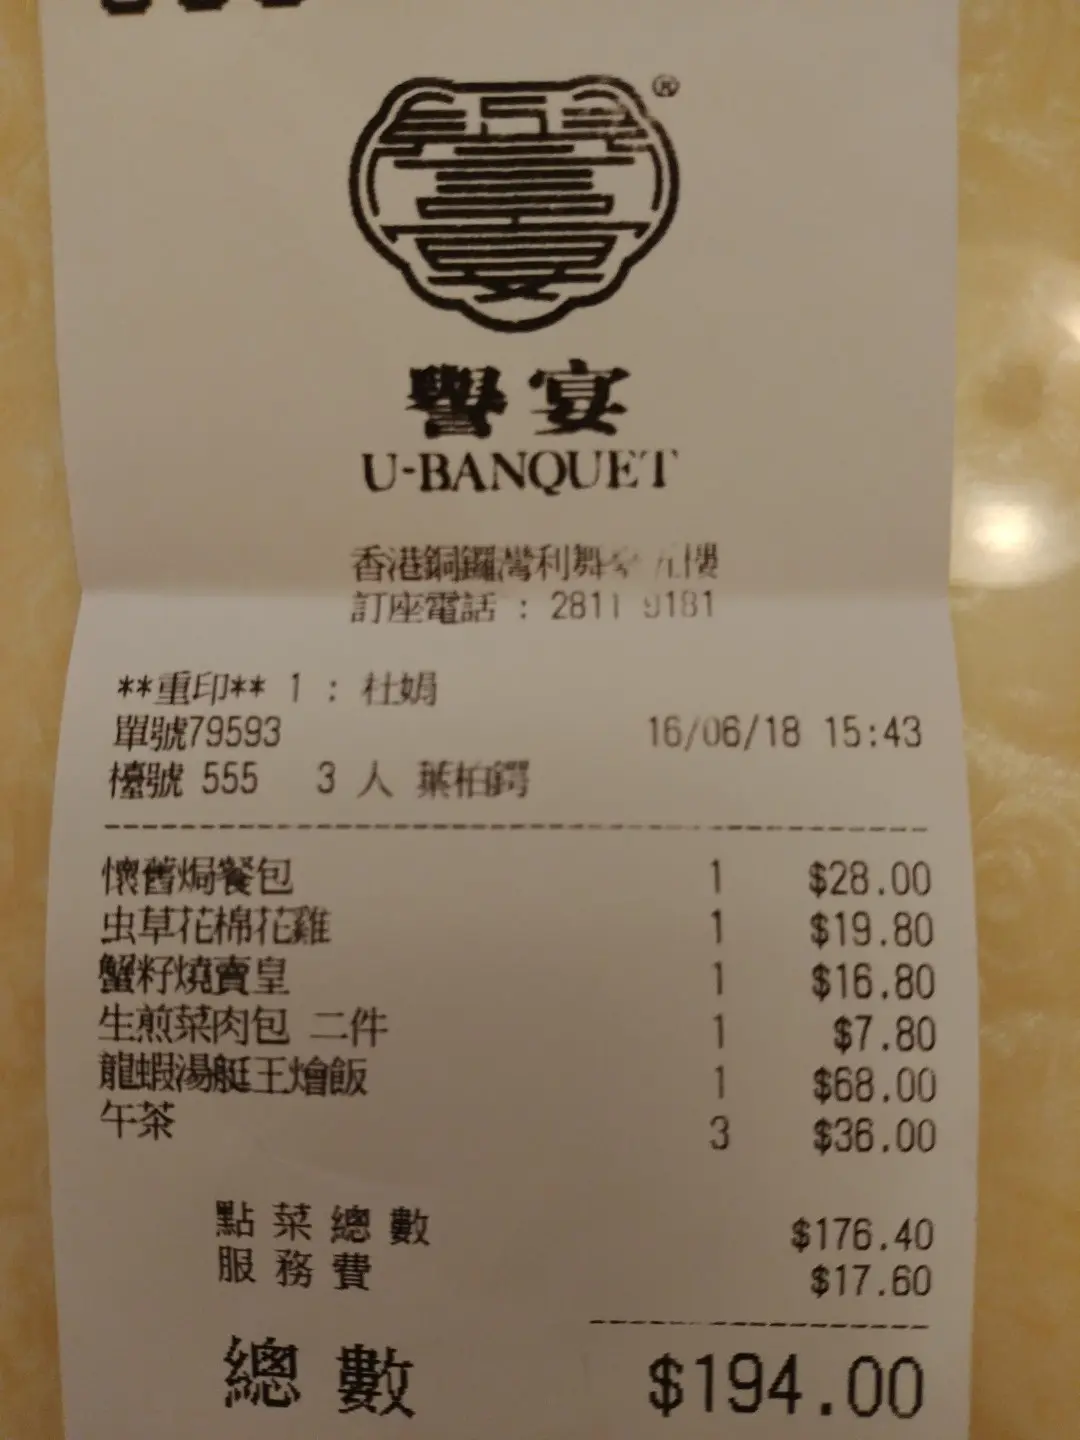 ®
譽宴
U-BANQUET
香港銅鑼灣利舞臺 九樓
訂座電話 : 2811 9181
**重印** 1 : 杜娟
單號79593 16/06/18 15:43
檯號 555 3 人 葉柏鍔
懷舊焗餐包 1 $28.00
虫草花棉花雞 1 $19.80
蟹籽燒賣皇 1 $16.80
生煎菜肉包 二件 1 $7.80
龍蝦湯艇王燴飯 1 $68.00
午茶 3 $36.00
點菜總數 $176.40
服務費 $17.60
總數 $194.00